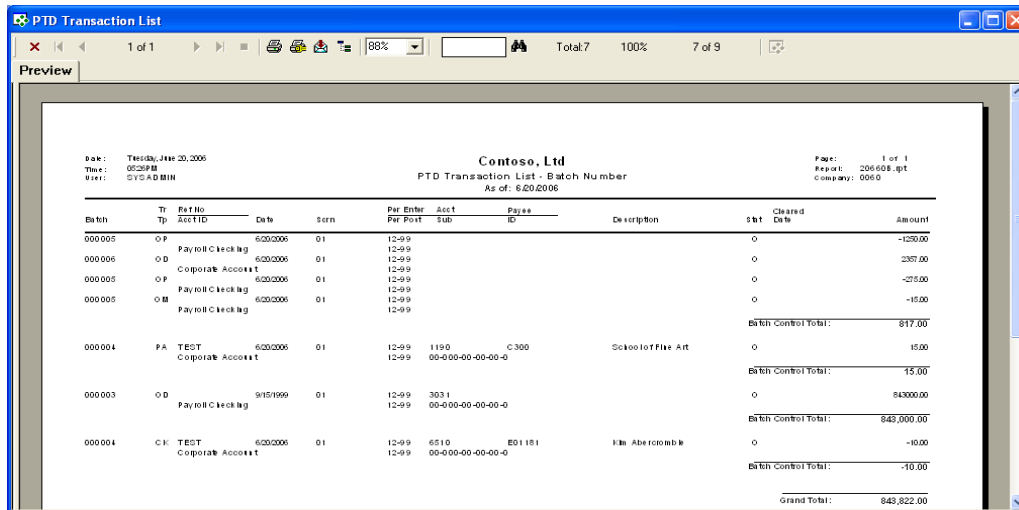 PTD Transaction List
1 of 1 88% Total:7 100% 7 of 9
Preview
Date: Tuesday, June 20, 2006 Contoso, Ltd Page: 1 of 1
Time: 05:26PM PTD Transaction List - Batch Number Report: 20660B.rpt
User: SYSADMIN As of: 6/20/2006 Company: 0060
Tr Ref No Per Enter Acct Payee Cleared
Batch Tp Acct ID Date Scrn Per Post Sub ID Description Stat Date Amount
000005 OP 6/20/2006 01 12-99 O -1250.00
Payroll Checking 12-99
000006 OD 6/20/2006 01 12-99 O 2357.00
Corporate Account 12-99
000005 OP 6/20/2006 01 12-99 O -275.00
Payroll Checking 12-99
000005 OM 6/20/2006 01 12-99 O -15.00
Payroll Checking 12-99
Batch Control Total: 817.00
000004 PA TEST 6/20/2006 01 12-99 1190 C300 School of Fine Art O 15.00
Corporate Account 12-99 00-000-00-00-00-0
Batch Control Total: 15.00
000003 OD 9/15/1999 01 12-99 3031 O 843000.00
Payroll Checking 12-99 00-000-00-00-00-0
Batch Control Total: 843,000.00
000004 CK TEST 6/20/2006 01 12-99 6510 E01181 Kim Abercrombie O -10.00
Corporate Account 12-99 00-000-00-00-00-0
Batch Control Total: -10.00
Grand Total: 843,822.00